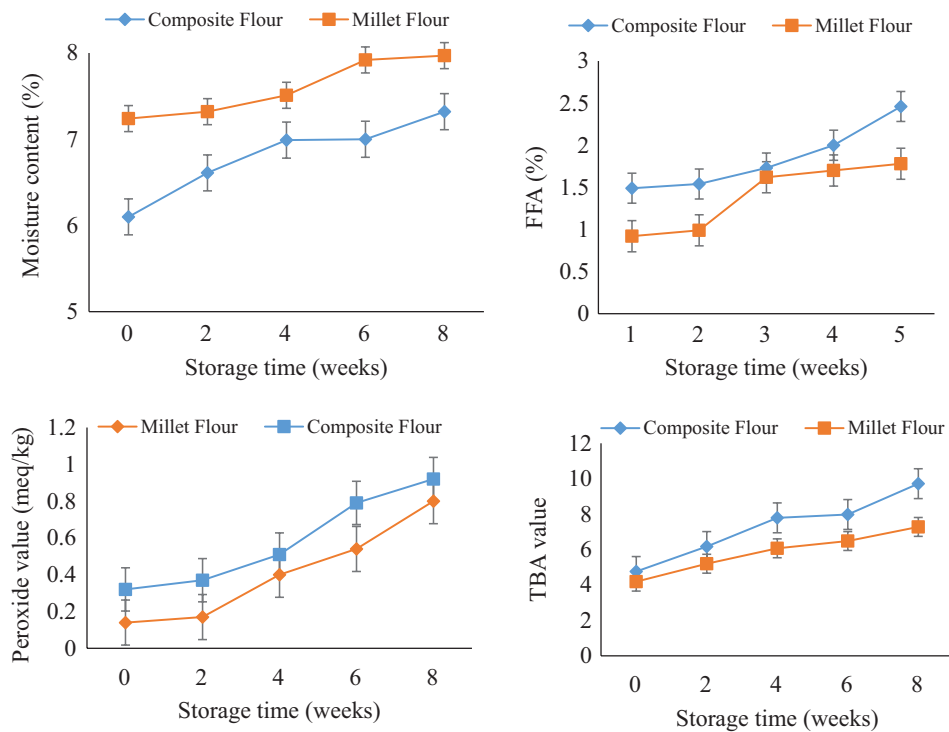 Composite Flour Millet Flour
Moisture content (%)
8
7
6
5
0 2 4 6 8
Storage time (weeks)
Composite Flour Millet Flour
FFA (%)
3
2.5
2
1.5
1
0.5
0
1 2 3 4 5
Storage time (weeks)
Millet Flour Composite Flour
Peroxide value (meq/kg)
1.2
1
0.8
0.6
0.4
0.2
0
0 2 4 6 8
Storage time (weeks)
Composite Flour Millet Flour
TBA value
12
10
8
6
4
2
0
0 2 4 6 8
Storage time (weeks)